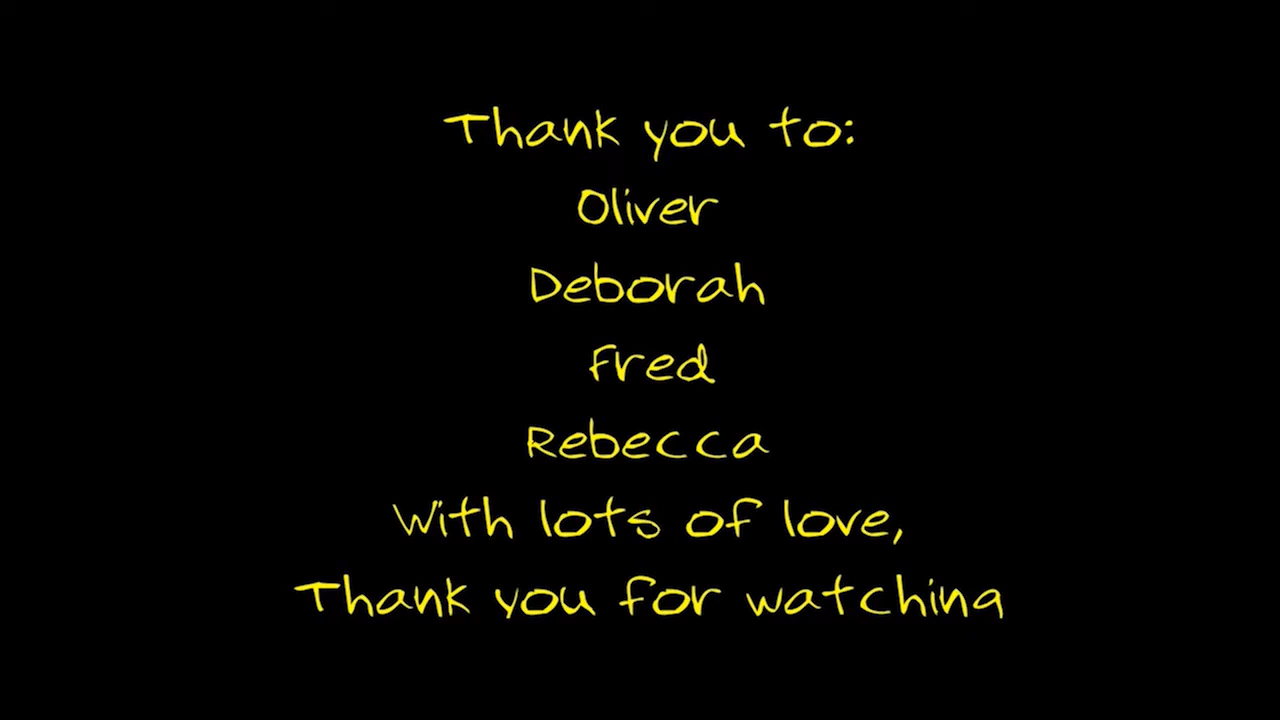 Thank you to:
Oliver
Deborah
Fred
Rebecca
With lots of love,
Thank you for watching